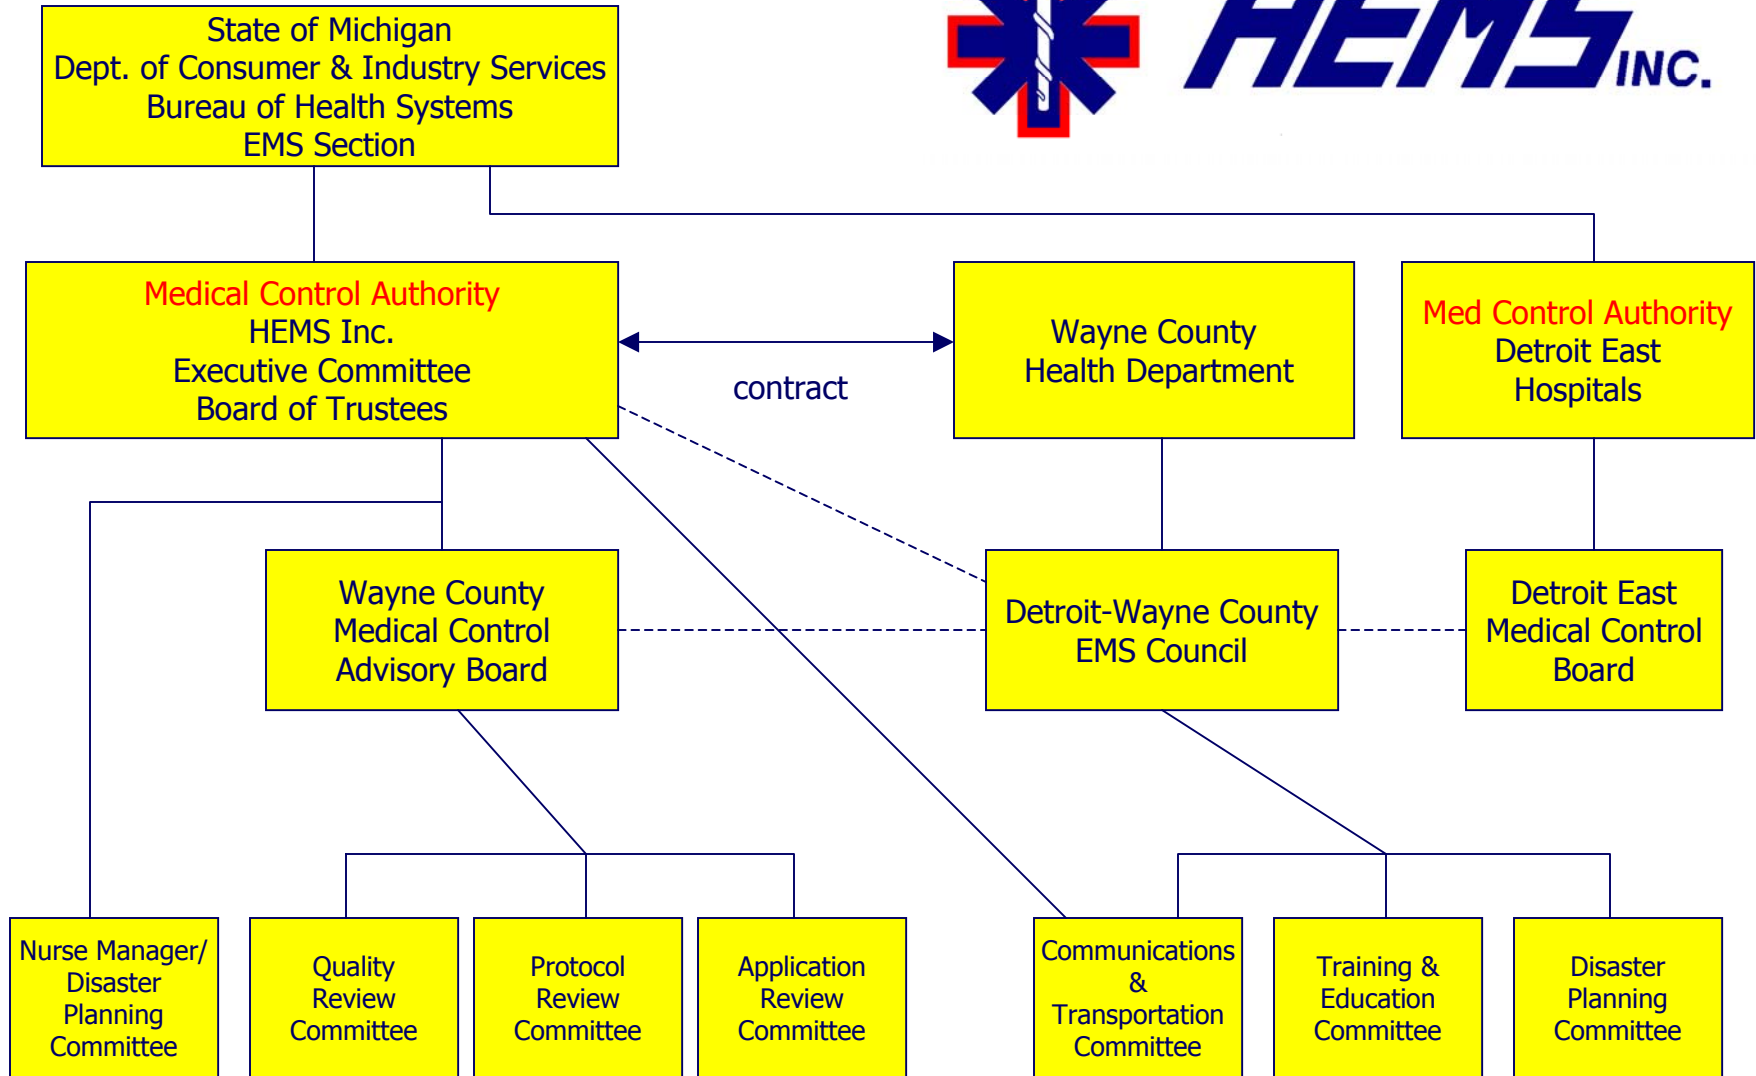 State of Michigan
Dept. of Consumer & Industry Services
Bureau of Health Systems
EMS Section
HEMS INC.
Medical Control Authority
HEMS Inc.
Executive Committee
Board of Trustees
contract
Wayne County
Health Department
Med Control Authority
Detroit East
Hospitals
Wayne County
Medical Control
Advisory Board
Detroit-Wayne County
EMS Council
Detroit East
Medical Control
Board
Nurse Manager/
Disaster
Planning
Committee
Quality
Review
Committee
Protocol
Review
Committee
Application
Review
Committee
Communications
&
Transportation
Committee
Training &
Education
Committee
Disaster
Planning
Committee